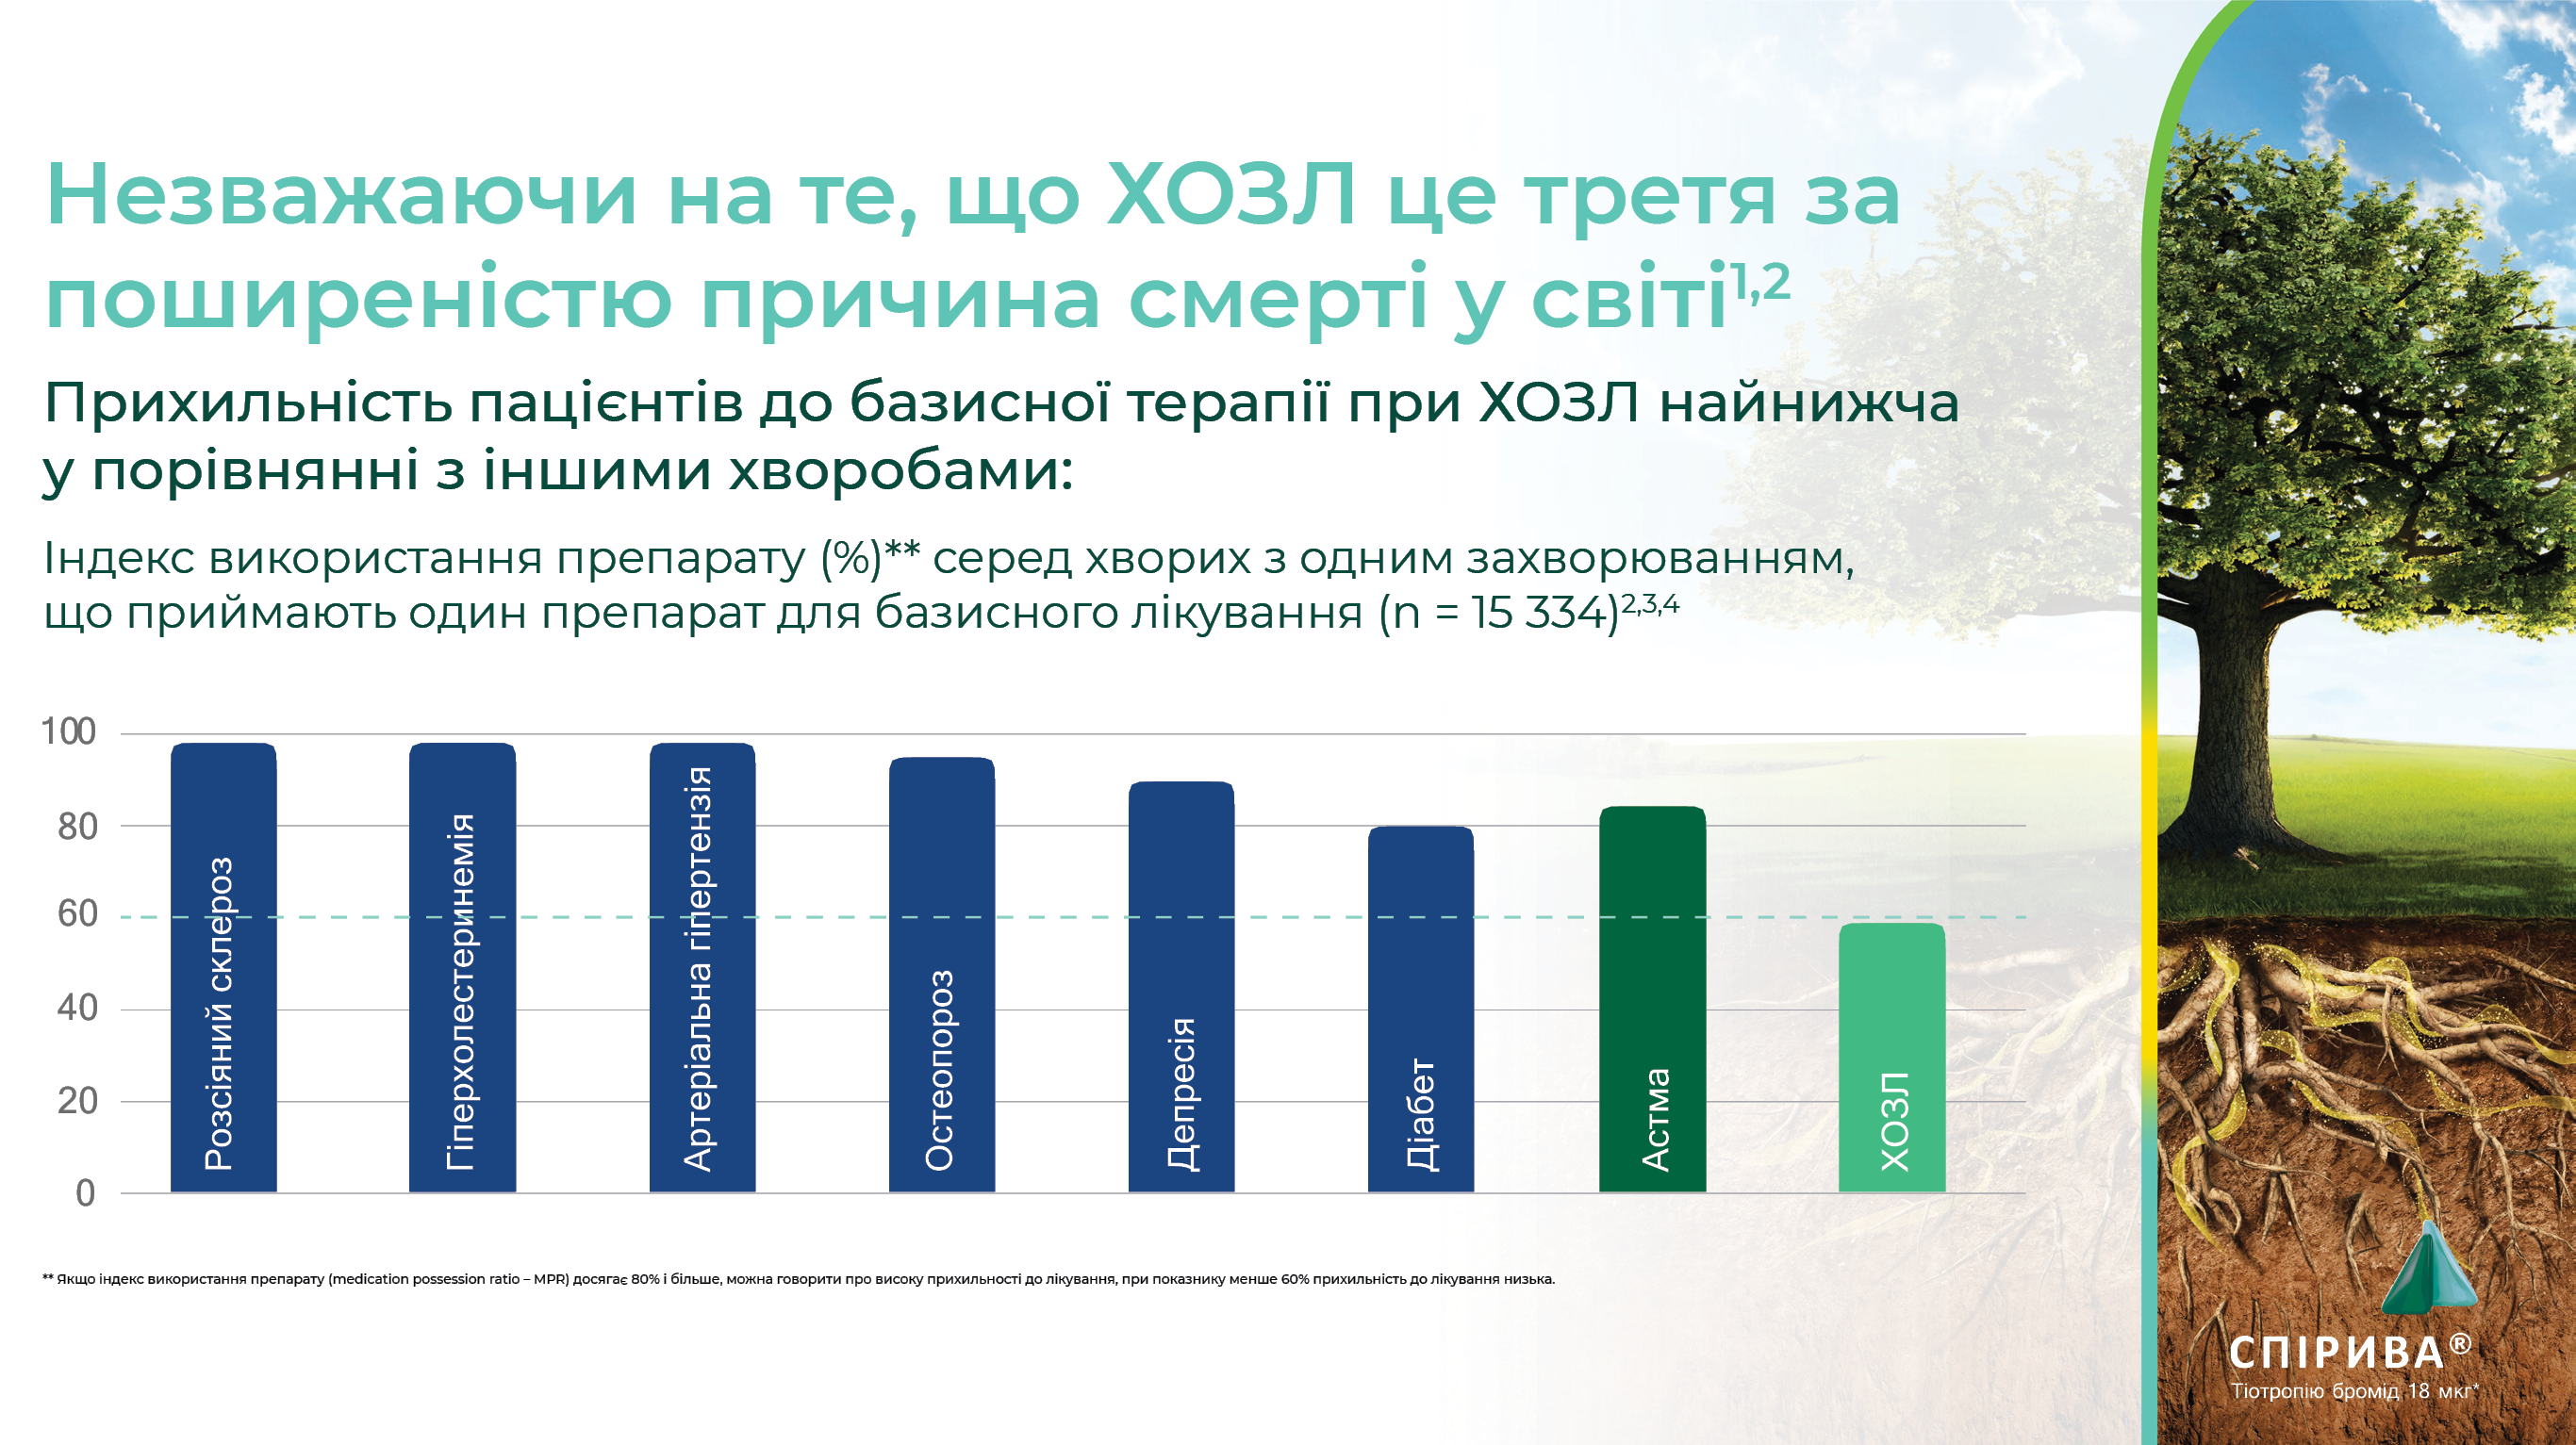 Незважаючи на те, що ХОЗЛ це третя за
поширеністю причина смерті у світі1,2
Прихильність пацієнтів до базисної терапії при ХОЗЛ найнижча
у порівнянні з іншими хворобами:
Індекс використання препарату (%)** серед хворих з одним захворюванням,
що приймають один препарат для базисного лікування (n = 15 334)2,3,4
100
80
60
40
20
0
Розсіяний склероз
Гіперхолестеринемія
Артеріальна гіпертензія
Остеопороз
Депресія
Діабет
Астма
ХОЗЛ
** Якщо індекс використання препарату (medication possession ratio – MPR) досягає 80% і більше, можна говорити про високу прихильності до лікування, при показнику менше 60% прихильність до лікування низька.
СПІРИВА®
Тіотропію бромід 18 мкг*